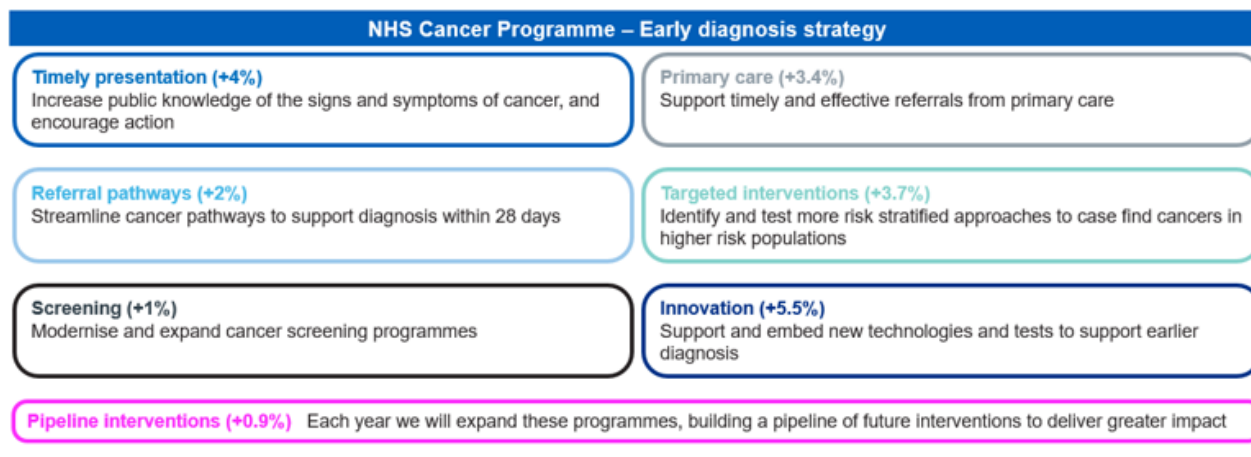 NHS Cancer Programme – Early diagnosis strategy
Timely presentation (+4%)
Increase public knowledge of the signs and symptoms of cancer, and
encourage action
Primary care (+3.4%)
Support timely and effective referrals from primary care
Referral pathways (+2%)
Streamline cancer pathways to support diagnosis within 28 days
Targeted interventions (+3.7%)
Identify and test more risk stratified approaches to case find cancers in
higher risk populations
Screening (+1%)
Modernise and expand cancer screening programmes
Innovation (+5.5%)
Support and embed new technologies and tests to support earlier
diagnosis
Pipeline interventions (+0.9%) Each year we will expand these programmes, building a pipeline of future interventions to deliver greater impact